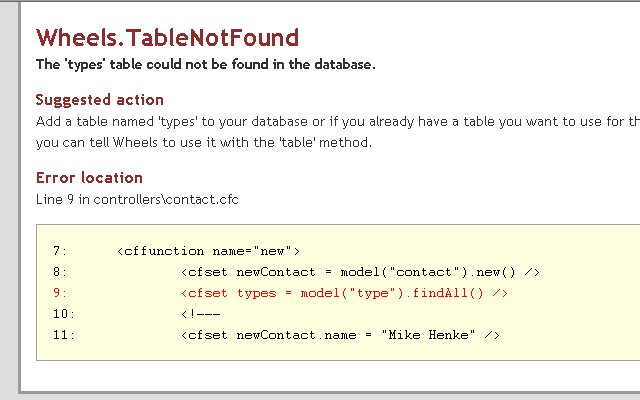 Wheels.TableNotFound
The 'types' table could not be found in the database.
Suggested action
Add a table named 'types' to your database or if you already have a table you want to use for
you can tell Wheels to use it with the 'table' method.
Error location
Line 9 in controllers\contact.cfc
7: <cffunction name="new">
8: <cfset newContact = model("contact").new() />
9: <cfset types = model("type").findAll() />
10: <!---
11: <cfset newContact.name = "Mike Henke" />